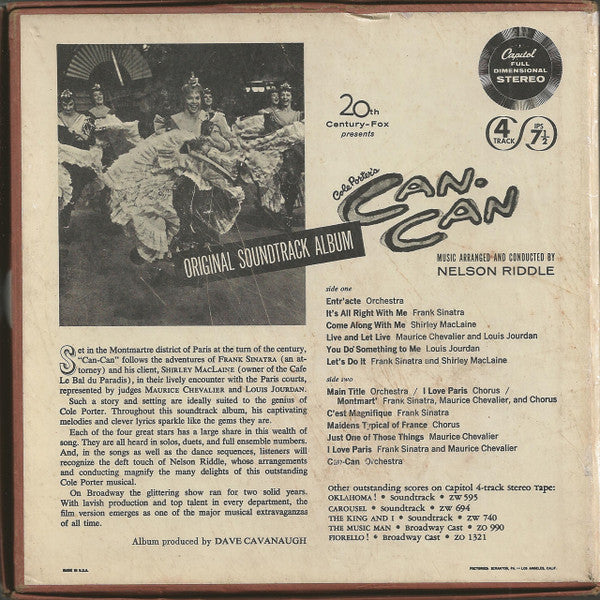 Capitol
FULL
DIMENSIONAL
STEREO
4
TRACK
IPS
7½
20th
Century-Fox
presents
Cole Porter's
CAN-
CAN
ORIGINAL SOUNDTRACK ALBUM
MUSIC ARRANGED AND CONDUCTED BY
NELSON RIDDLE
Set in the Montmartre district of Paris at the turn of the century,
"Can-Can" follows the adventures of FRANK SINATRA (an at-
torney) and his client, SHIRLEY MACLAINE (owner of the Cafe
Le Bal du Paradis), in their lively encounter with the Paris courts,
represented by judges MAURICE CHEVALIER and LOUIS JOURDAN.
Such a story and setting are ideally suited to the genius of
Cole Porter. Throughout this soundtrack album, his captivating
melodies and clever lyrics sparkle like the gems they are.
Each of the four great stars has a large share in this wealth of
song. They are all heard in solos, duets, and full ensemble numbers.
And, in the songs as well as the dance sequences, listeners will
recognize the deft touch of Nelson Riddle, whose arrangements
and conducting magnify the many delights of this outstanding
Cole Porter musical.
On Broadway the glittering show ran for two solid years.
With lavish production and top talent in every department, the
film version emerges as one of the major musical extravaganzas
of all time.
Album produced by DAVE CAVANAUGH
side one
Entr'acte Orchestra
It's All Right With Me Frank Sinatra
Come Along With Me Shirley MacLaine
Live and Let Live Maurice Chevalier and Louis Jourdan
You Do Something to Me Louis Jourdan
Let's Do It Frank Sinatra and Shirley MacLaine
side two
Main Title Orchestra / I Love Paris Chorus /
Montmart' Frank Sinatra, Maurice Chevalier, and Chorus
C'est Magnifique Frank Sinatra
Maidens Typical of France Chorus
Just One of Those Things Maurice Chevalier
I Love Paris Frank Sinatra and Maurice Chevalier
Can-Can Orchestra
Other outstanding scores on Capitol 4-track Stereo Tape:
OKLAHOMA! • Soundtrack • ZW 595
CAROUSEL • Soundtrack • ZW 694
THE KING AND I • Soundtrack • ZW 740
THE MUSIC MAN • Broadway Cast • ZO 990
FIORELLO! • Broadway Cast • ZO 1321
MADE IN U.S.A.
FACTORIES: SCRANTON, PA. — LOS ANGELES, CALIF.